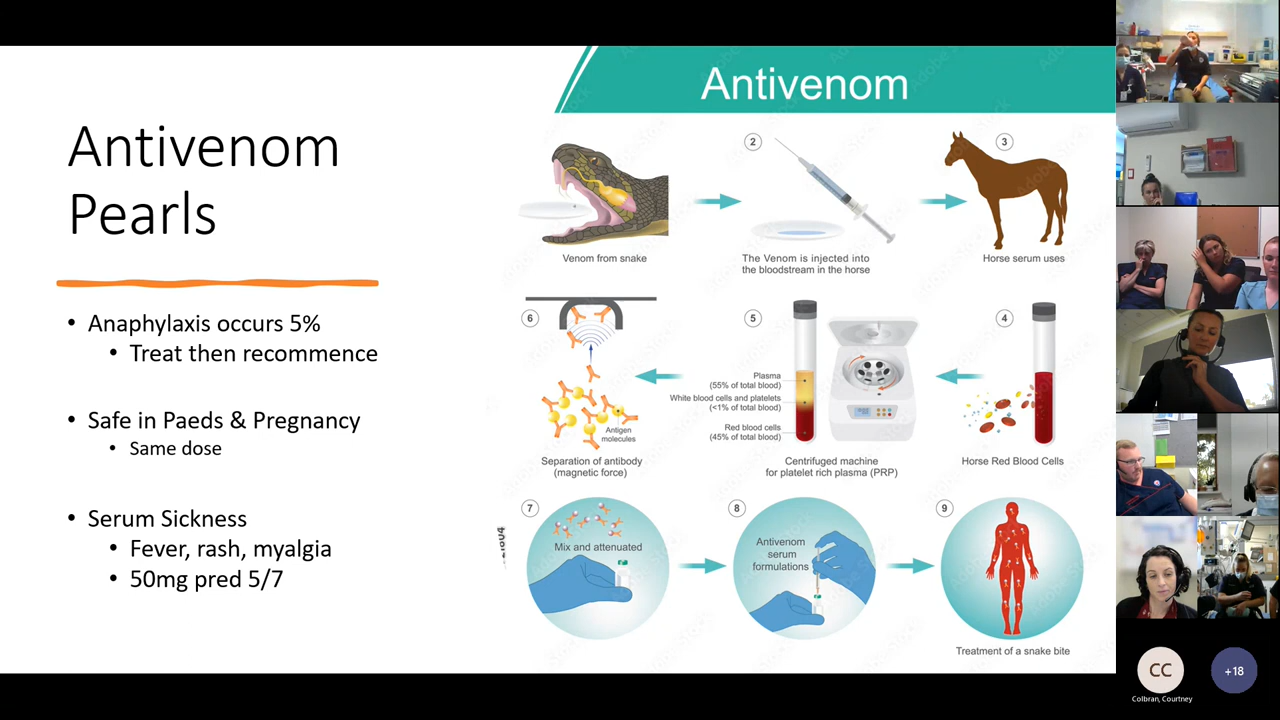 Antivenom
Pearls
Anaphylaxis occurs 5%
Treat then recommence
Safe in Paeds & Pregnancy
Same dose
Serum Sickness
Fever, rash, myalgia
50mg pred 5/7
Antivenom
Venom from snake
2
The Venom is injected into
the bloodstream in the horse
3
Horse serum uses
6
Antigen
molecules
Separation of antibody
(magnetic force)
5
Plasma
(55% of total blood)
White blood cells and platelets
(<1% of total blood)
Red blood cells
(45% of total blood)
Centrifuged machine
for platelet rich plasma (PRP)
4
Horse Red Blood Cells
7
Mix and attenuated
8
Antivenom
serum
formulations
9
Treatment of a snake bite
CC
Colbran, Courtney
+18